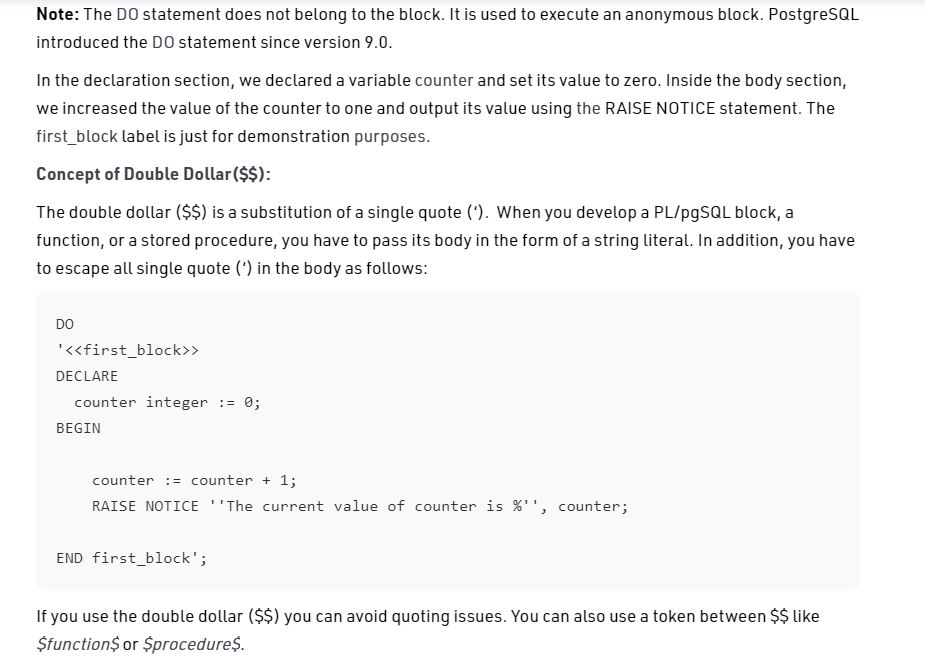 Note: The DO statement does not belong to the block. It is used to execute an anonymous block. PostgreSQL
introduced the DO statement since version 9.0.
In the declaration section, we declared a variable counter and set its value to zero. Inside the body section,
we increased the value of the counter to one and output its value using the RAISE NOTICE statement. The
first_block label is just for demonstration purposes.
Concept of Double Dollar($$):
The double dollar ($$) is a substitution of a single quote (‘).  When you develop a PL/pgSQL block, a
function, or a stored procedure, you have to pass its body in the form of a string literal. In addition, you have
to escape all single quote (‘) in the body as follows:
DO
'<<first_block>>
DECLARE
  counter integer := 0;
BEGIN
    counter := counter + 1;
    RAISE NOTICE ''The current value of counter is %'', counter;
END first_block';
If you use the double dollar ($$) you can avoid quoting issues. You can also use a token between $$ like
$function$ or $procedure$.